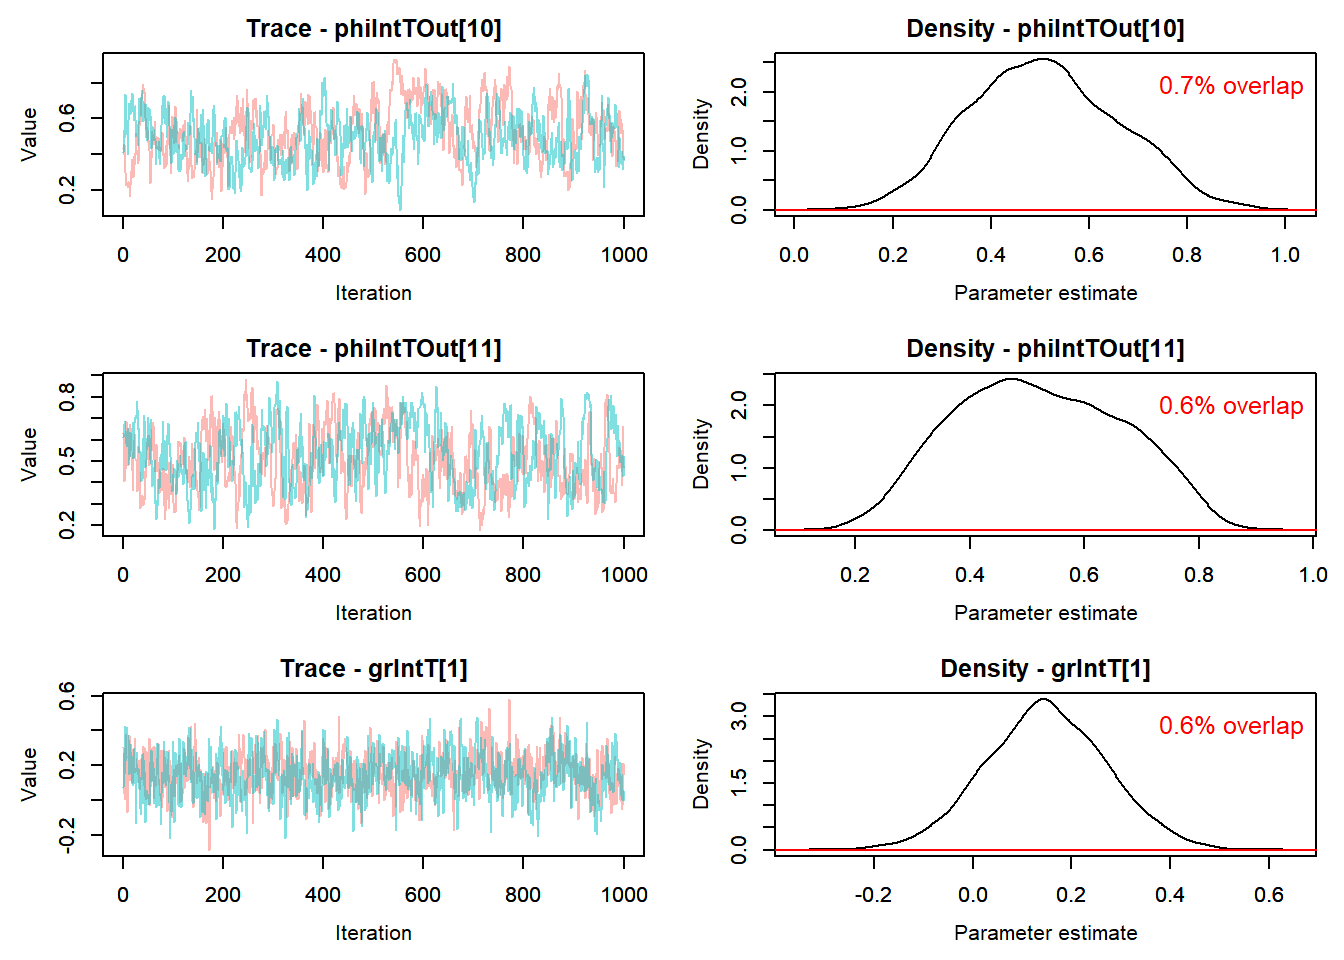 Trace - phiIntTOut[10]
Value
0.2 0.6
0 200 400 600 800 1000
Iteration
Density - phiIntTOut[10]
0.7% overlap
Density
0.0 1.0 2.0
0.0 0.2 0.4 0.6 0.8 1.0
Parameter estimate
Trace - phiIntTOut[11]
Value
0.2 0.5 0.8
0 200 400 600 800 1000
Iteration
Density - phiIntTOut[11]
0.6% overlap
Density
0.0 1.0 2.0
0.2 0.4 0.6 0.8 1.0
Parameter estimate
Trace - grIntT[1]
Value
-0.2 0.2 0.6
0 200 400 600 800 1000
Iteration
Density - grIntT[1]
0.6% overlap
Density
0.0 1.5 3.0
-0.2 0.0 0.2 0.4 0.6
Parameter estimate